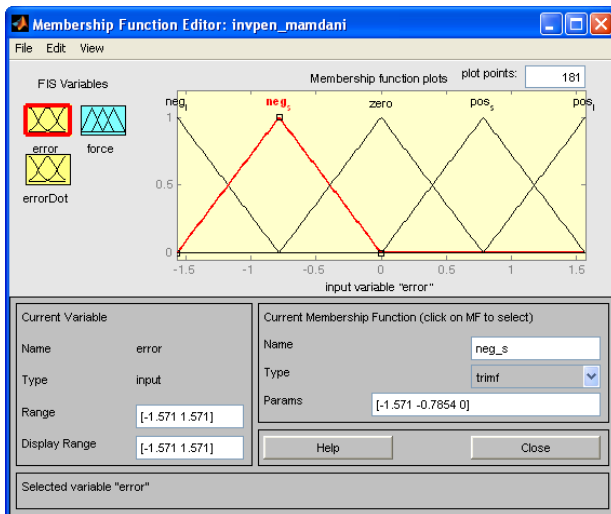 Membership Function Editor: invpen_mamdani
File Edit View
FIS Variables
error
force
errorDot
Membership function plots
plot points:
181
neg_l
neg_s
zero
pos_s
pos_l
1
0.5
0
-1.5 -1 -0.5 0 0.5 1 1.5
input variable "error"
Current Variable
Name error
Type input
Range [-1.571 1.571]
Display Range [-1.571 1.571]
Current Membership Function (click on MF to select)
Name neg_s
Type trimf
Params [-1.571 -0.7854 0]
Help
Close
Selected variable "error"